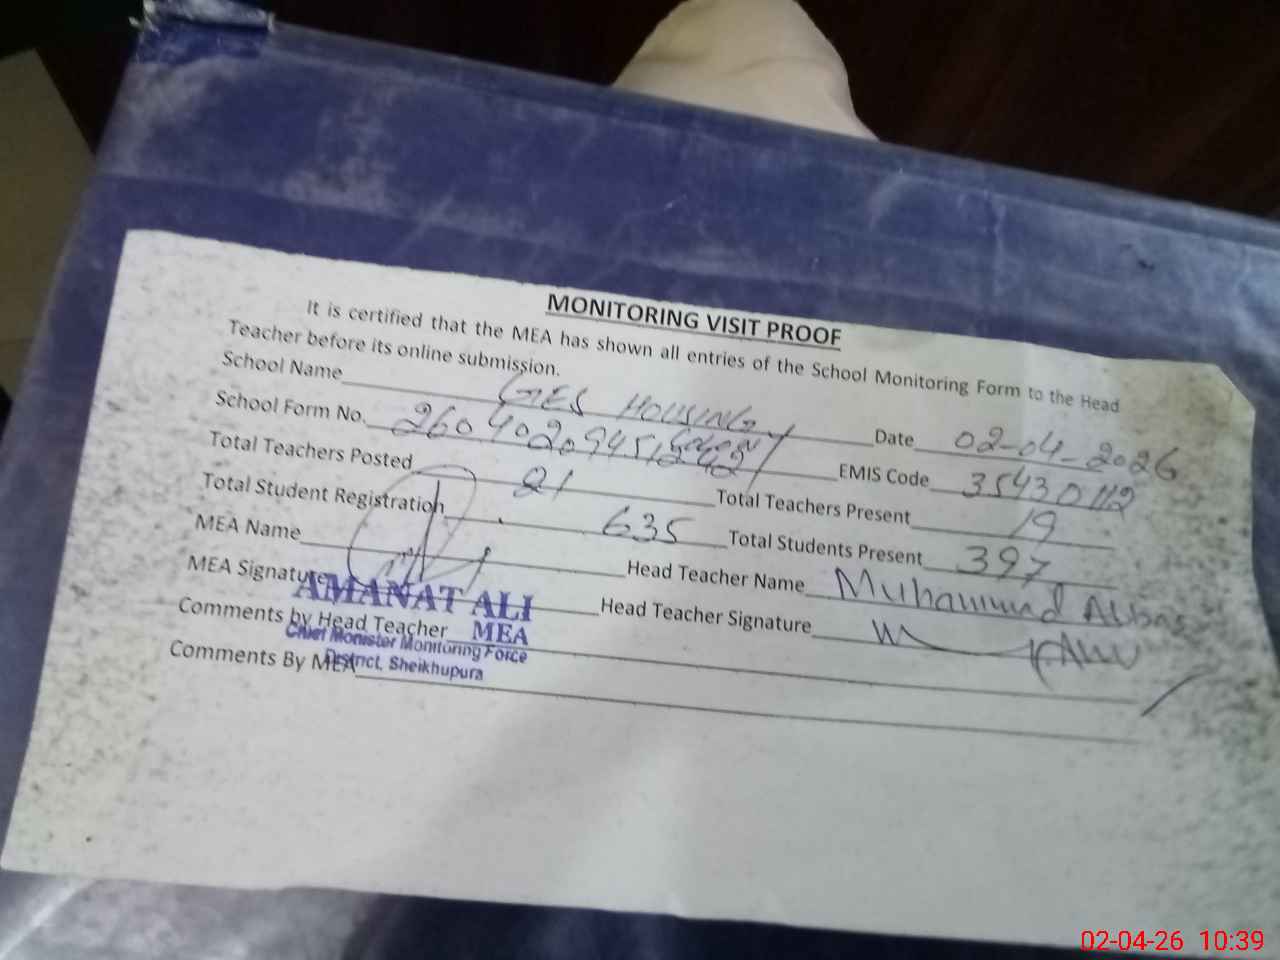 MONITORING VISIT PROOF
It is certified that the MEA has shown all entries of the School Monitoring Form to the Head
Teacher before its online submission.
School Name GES HOUSING COLONY Date 02-04-2026
School Form No. EMIS Code 35430112
Total Teachers Posted 21 Total Teachers Present 19
Total Student Registration 635 Total Students Present 397
MEA Name Head Teacher Name Muhammad Abbas
MEA Signature Head Teacher Signature
AMANAT ALI
MEA
Chief Monister Monitoring Force
District, Sheikhupura
Comments by Head Teacher
Comments By MEA
02-04-26 10:39